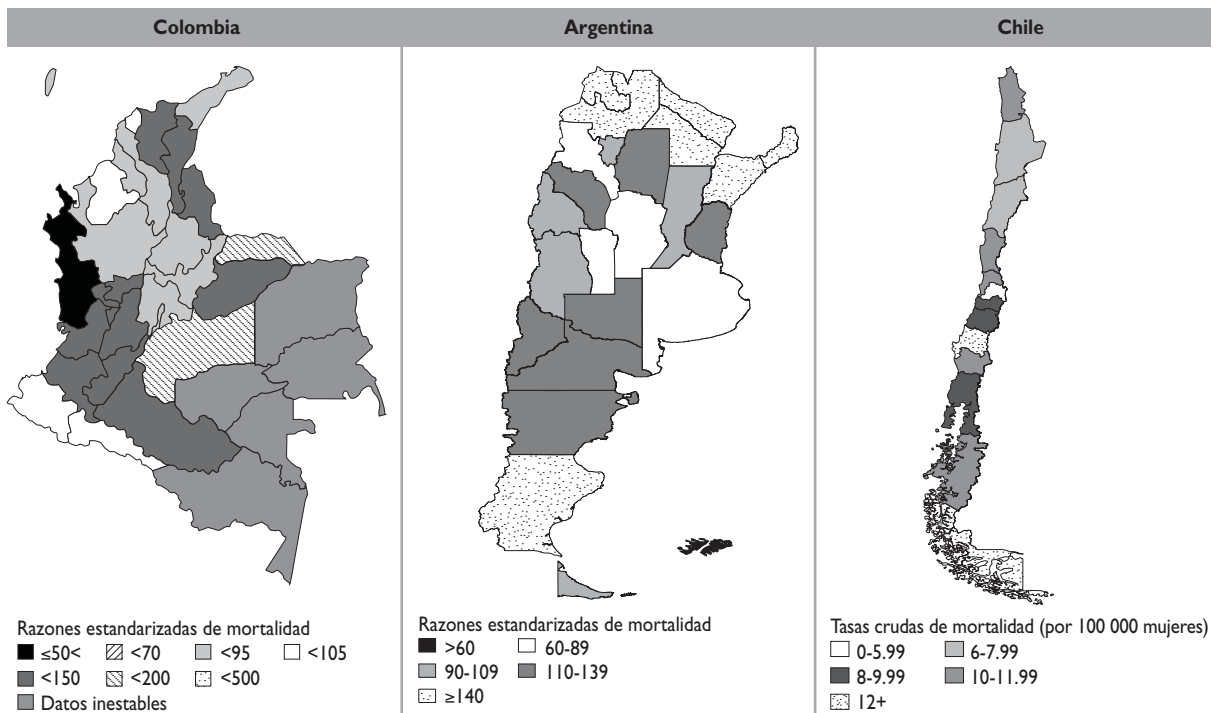 Colombia
Argentina
Chile
Razones estandarizadas de mortalidad
≤50< <70 <95 <105
<150 <200 <500
Datos inestables
Razones estandarizadas de mortalidad
>60 60-89
90-109 110-139
≥140
Tasas crudas de mortalidad (por 100 000 mujeres)
0-5.99 6-7.99
8-9.99 10-11.99
12+